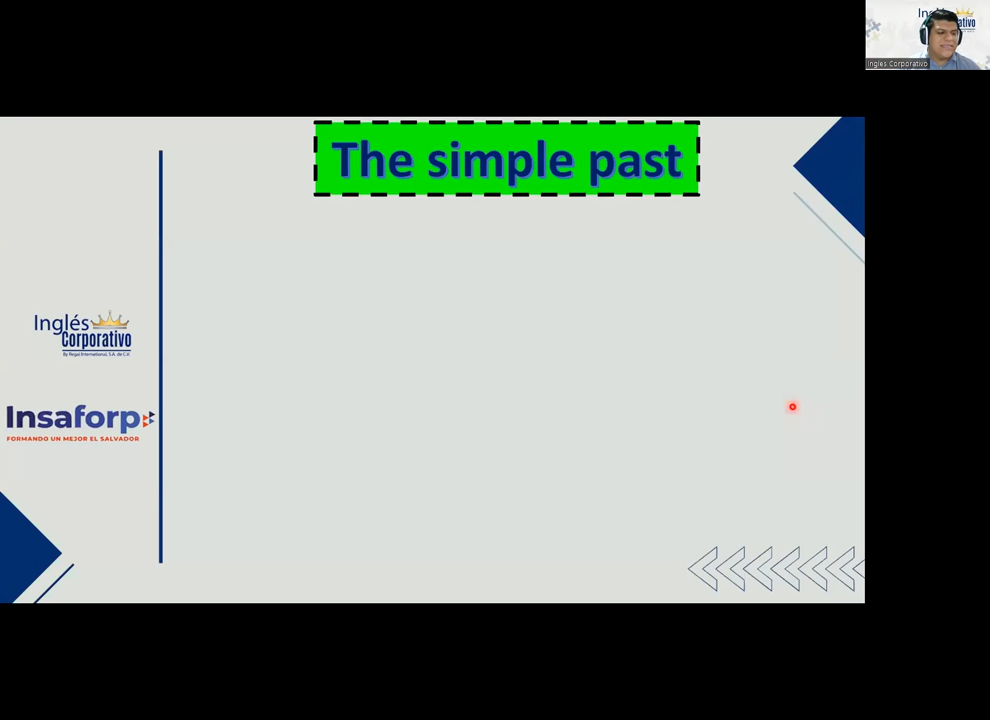 Inglés Corporativo
The simple past
Inglés
Corporativo
By Regal International, S.A. de C.V.
Insaforp
FORMANDO UN MEJOR EL SALVADOR